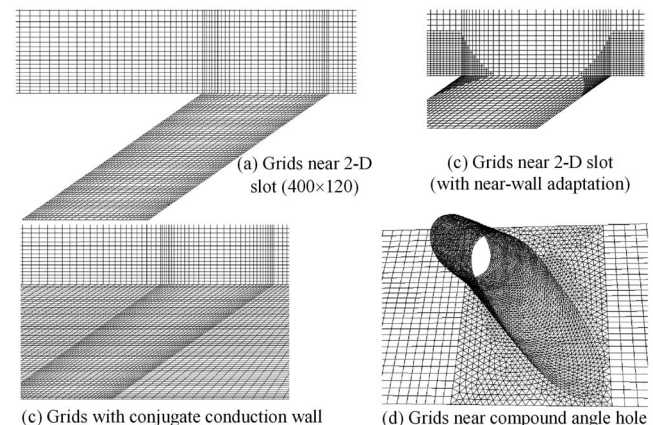 (a) Grids near 2-D
slot (400×120)
(c) Grids near 2-D slot
(with near-wall adaptation)
(c) Grids with conjugate conduction wall
(d) Grids near compound angle hole